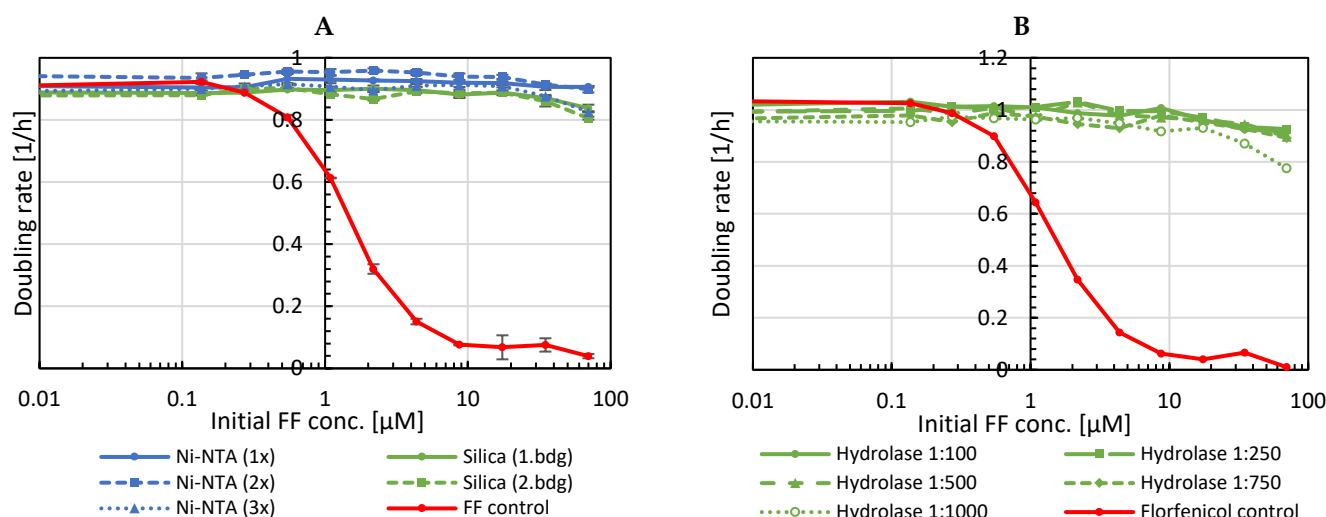 A
Doubling rate [1/h]
1
0.8
0.6
0.4
0.2
0
0.01 0.1 1 10 100
Initial FF conc. [µM]
Ni-NTA (1x) Silica (1.bdg)
Ni-NTA (2x) Silica (2.bdg)
Ni-NTA (3x) FF control
B
Doubling rate [1/h]
1.2
1
0.8
0.6
0.4
0.2
0
0.01 0.1 1 10 100
Initial FF conc. [µM]
Hydrolase 1:100 Hydrolase 1:250
Hydrolase 1:500 Hydrolase 1:750
Hydrolase 1:1000 Florfenicol control